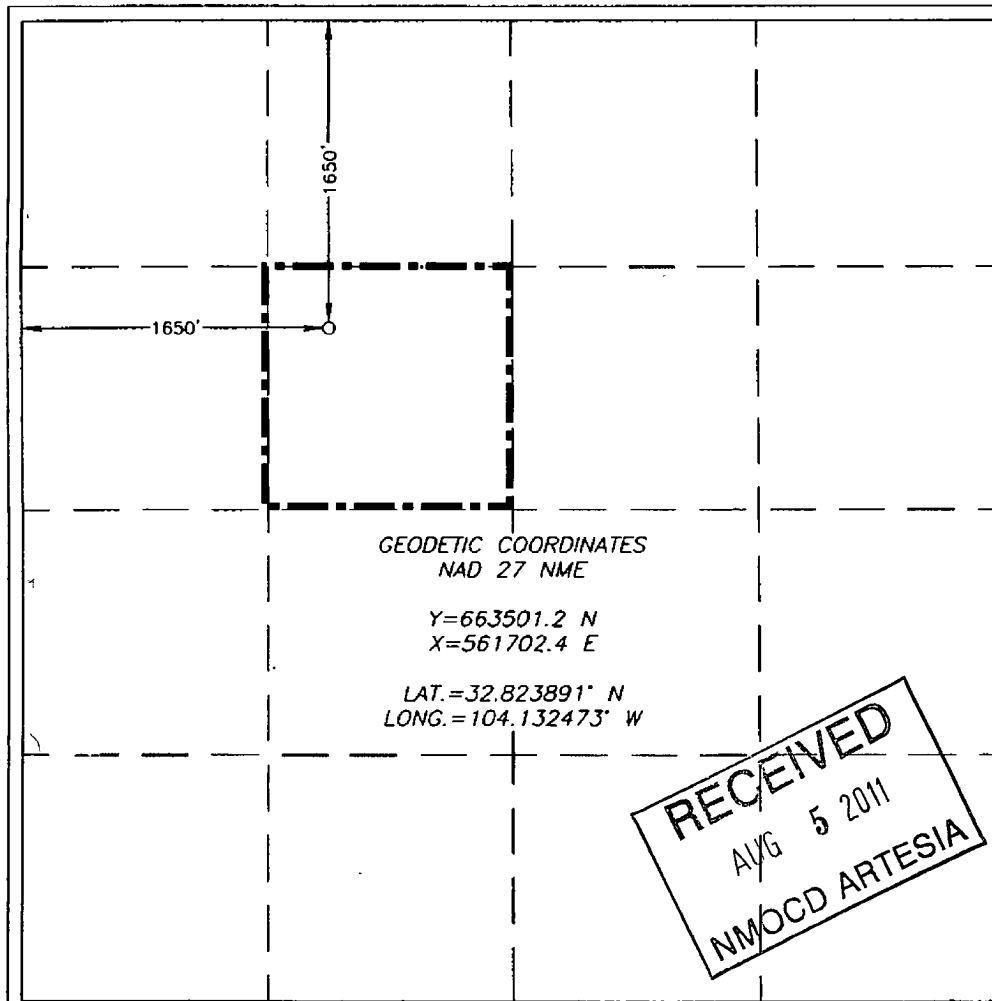 1650'
1650'
GEODETIC COORDINATES
NAD 27 NME
Y=663501.2 N
X=561702.4 E
LAT.=32.823891° N
LONG.=104.132473° W
RECEIVED
AUG 5 2011
NMOCD ARTESIA